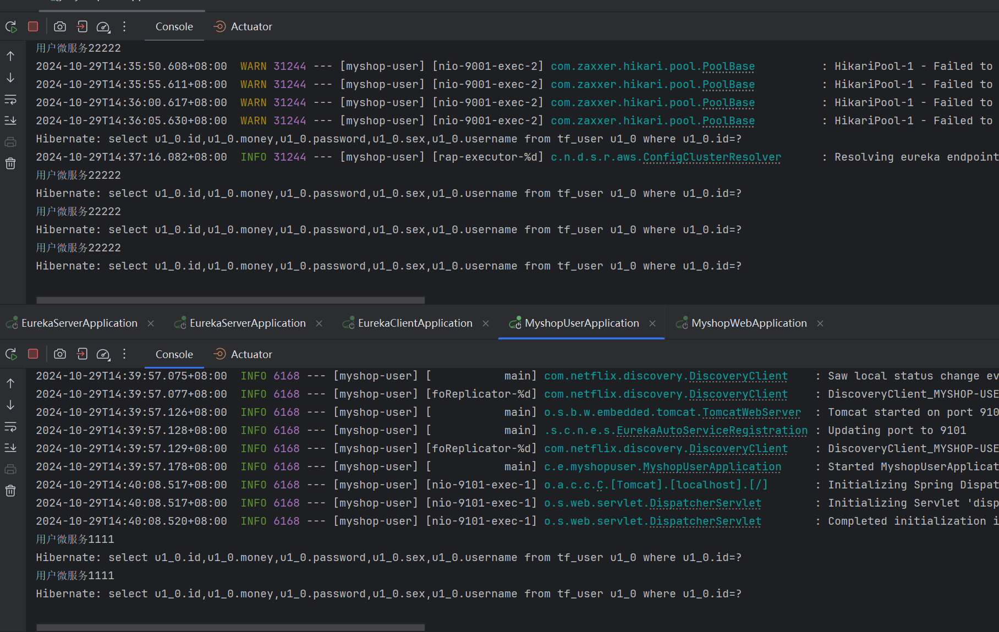 Console Actuator
用户微服务22222
2024-10-29T14:35:50.608+08:00 WARN 31244 --- [myshop-user] [nio-9001-exec-2] com.zaxxer.hikari.pool.PoolBase : HikariPool-1 - Failed to
2024-10-29T14:35:55.611+08:00 WARN 31244 --- [myshop-user] [nio-9001-exec-2] com.zaxxer.hikari.pool.PoolBase : HikariPool-1 - Failed to
2024-10-29T14:36:00.617+08:00 WARN 31244 --- [myshop-user] [nio-9001-exec-2] com.zaxxer.hikari.pool.PoolBase : HikariPool-1 - Failed to
2024-10-29T14:36:05.630+08:00 WARN 31244 --- [myshop-user] [nio-9001-exec-2] com.zaxxer.hikari.pool.PoolBase : HikariPool-1 - Failed to
Hibernate: select u1_0.id,u1_0.money,u1_0.password,u1_0.sex,u1_0.username from tf_user u1_0 where u1_0.id=?
2024-10-29T14:37:16.082+08:00 INFO 31244 --- [myshop-user] [rap-executor-%d] c.n.d.s.r.aws.ConfigClusterResolver : Resolving eureka endpoint
用户微服务22222
Hibernate: select u1_0.id,u1_0.money,u1_0.password,u1_0.sex,u1_0.username from tf_user u1_0 where u1_0.id=?
用户微服务22222
Hibernate: select u1_0.id,u1_0.money,u1_0.password,u1_0.sex,u1_0.username from tf_user u1_0 where u1_0.id=?
用户微服务22222
Hibernate: select u1_0.id,u1_0.money,u1_0.password,u1_0.sex,u1_0.username from tf_user u1_0 where u1_0.id=?
EurekaServerApplication × EurekaServerApplication × EurekaClientApplication × MyshopUserApplication × MyshopWebApplication ×
Console Actuator
2024-10-29T14:39:57.075+08:00 INFO 6168 --- [myshop-user] [ main] com.netflix.discovery.DiscoveryClient : Saw local status change ev
2024-10-29T14:39:57.077+08:00 INFO 6168 --- [myshop-user] [foReplicator-%d] com.netflix.discovery.DiscoveryClient : DiscoveryClient_MYSHOP-USE
2024-10-29T14:39:57.126+08:00 INFO 6168 --- [myshop-user] [ main] o.s.b.w.embedded.tomcat.TomcatWebServer : Tomcat started on port 910
2024-10-29T14:39:57.128+08:00 INFO 6168 --- [myshop-user] [ main] .s.c.n.e.s.EurekaAutoServiceRegistration : Updating port to 9101
2024-10-29T14:39:57.129+08:00 INFO 6168 --- [myshop-user] [foReplicator-%d] com.netflix.discovery.DiscoveryClient : DiscoveryClient_MYSHOP-USE
2024-10-29T14:39:57.178+08:00 INFO 6168 --- [myshop-user] [ main] c.e.myshopuser.MyshopUserApplication : Started MyshopUserApplicat
2024-10-29T14:40:08.517+08:00 INFO 6168 --- [myshop-user] [nio-9101-exec-1] o.a.c.c.C.[Tomcat].[localhost].[/] : Initializing Spring Dispat
2024-10-29T14:40:08.517+08:00 INFO 6168 --- [myshop-user] [nio-9101-exec-1] o.s.web.servlet.DispatcherServlet : Initializing Servlet 'disp
2024-10-29T14:40:08.520+08:00 INFO 6168 --- [myshop-user] [nio-9101-exec-1] o.s.web.servlet.DispatcherServlet : Completed initialization i
用户微服务1111
Hibernate: select u1_0.id,u1_0.money,u1_0.password,u1_0.sex,u1_0.username from tf_user u1_0 where u1_0.id=?
用户微服务1111
Hibernate: select u1_0.id,u1_0.money,u1_0.password,u1_0.sex,u1_0.username from tf_user u1_0 where u1_0.id=?